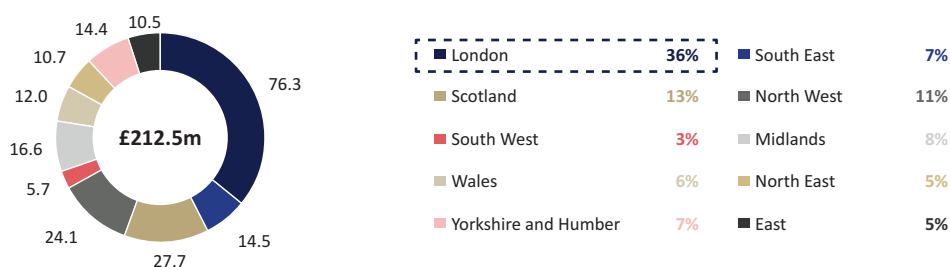 10.5
14.4
10.7
76.3
12.0
£212.5m
16.6
5.7
24.1
14.5
27.7
London 36%
South East 7%
Scotland 13%
North West 11%
South West 3%
Midlands 8%
Wales 6%
North East 5%
Yorkshire and Humber 7%
East 5%